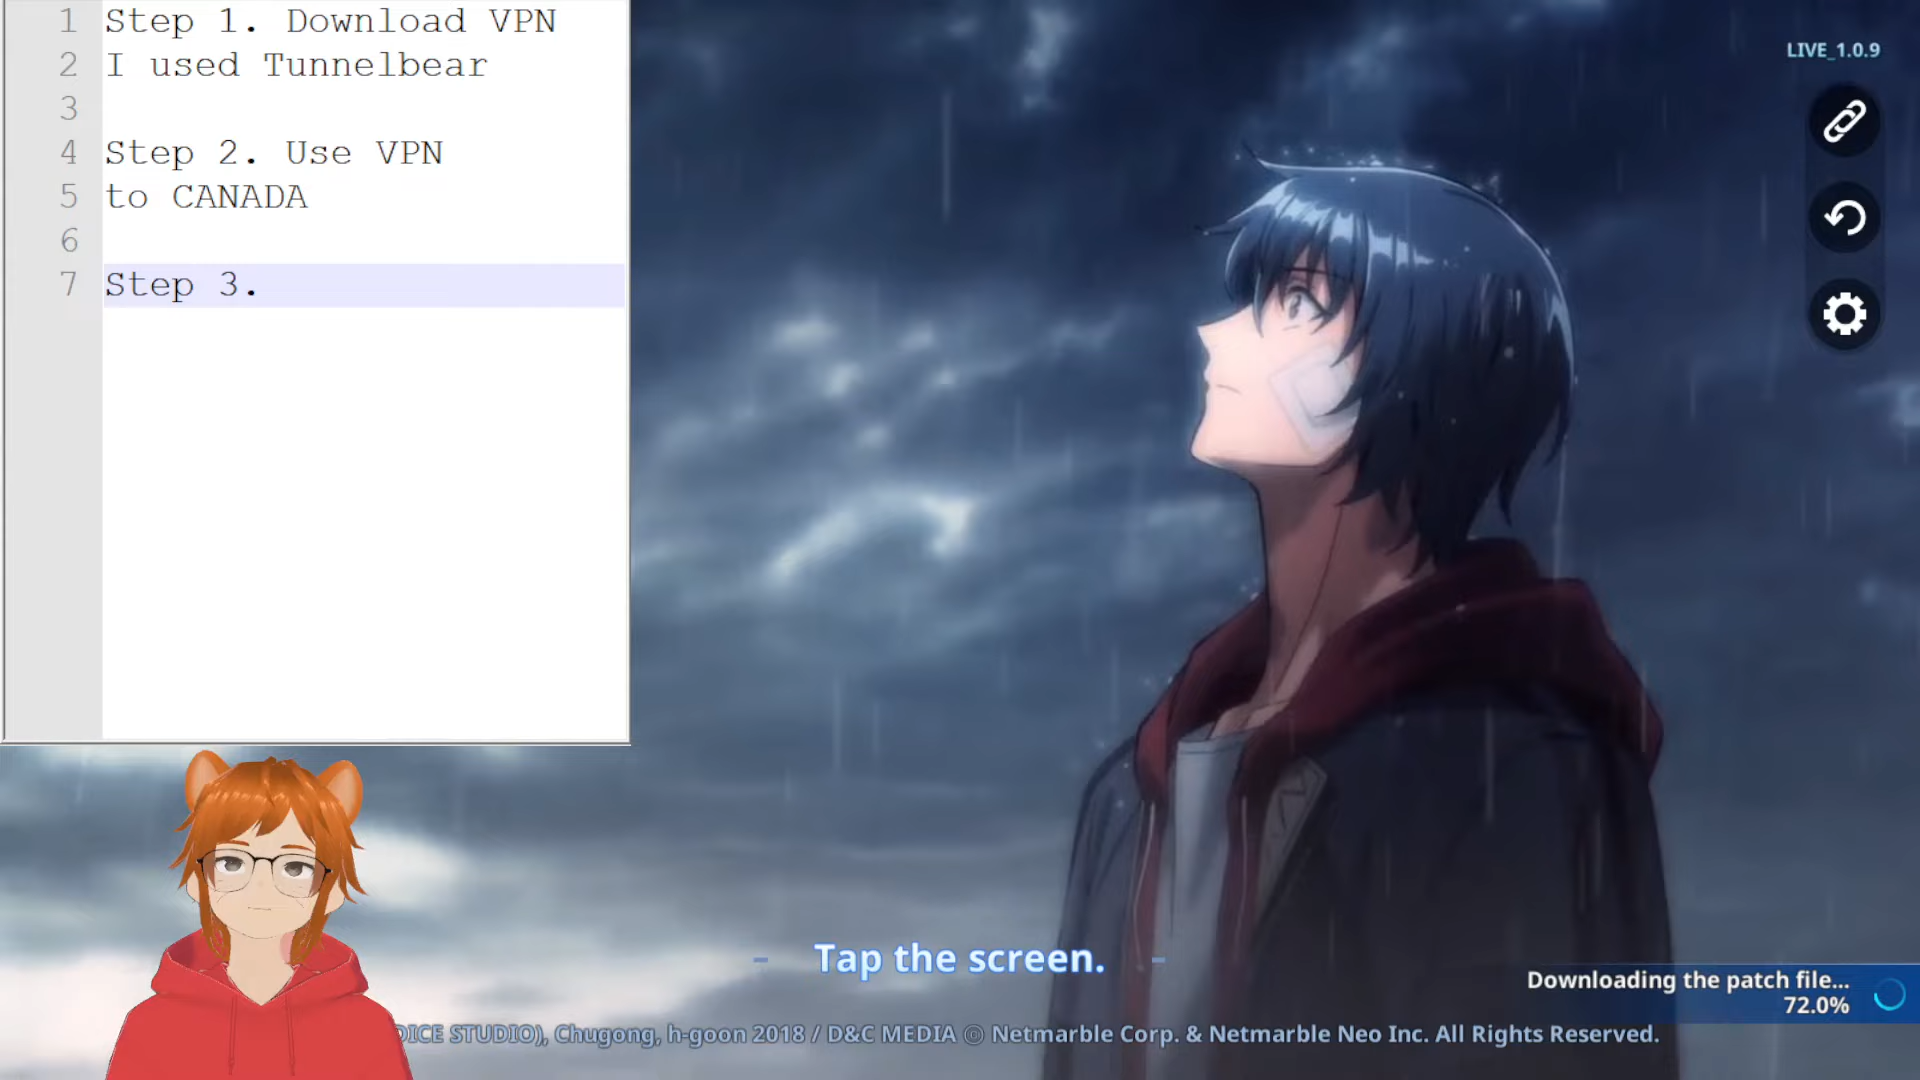 1 Step 1. Download VPN
2 I used Tunnelbear
3
4 Step 2. Use VPN
5 to CANADA
6
7 Step 3.
LIVE_1.0.9
- Tap the screen. -
Downloading the patch file...
72.0%
DICE STUDIO), Chugong, h-goon 2018 / D&C MEDIA © Netmarble Corp. & Netmarble Neo Inc. All Rights Reserved.